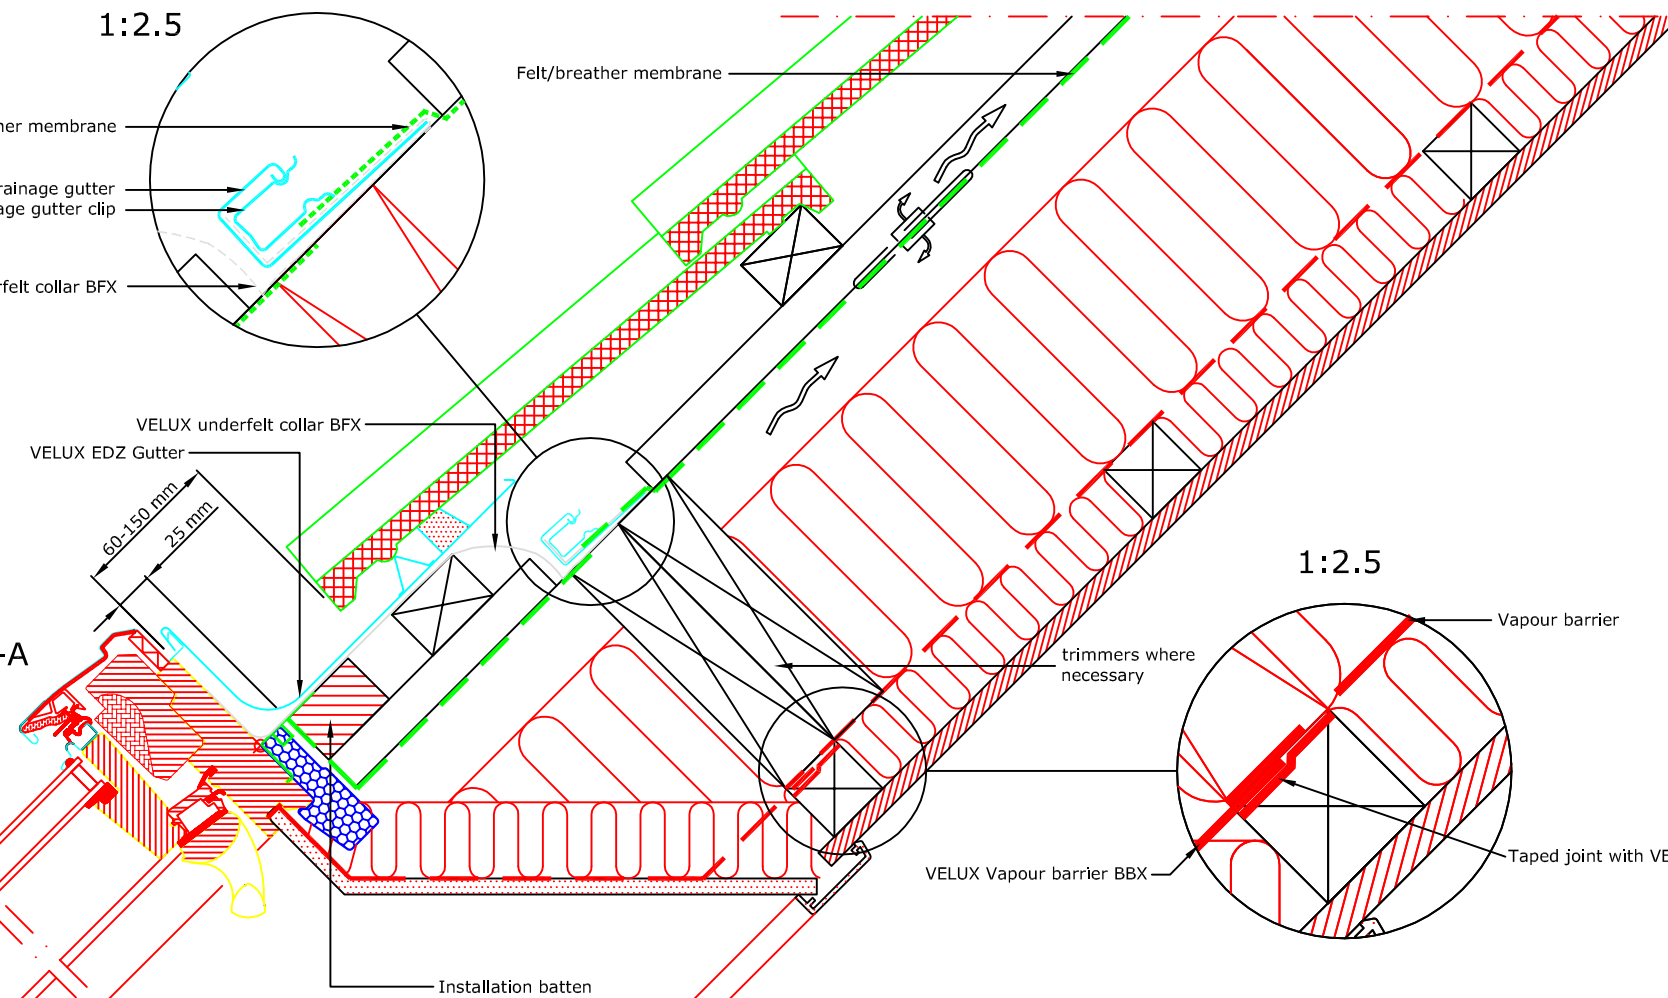 1:2.5
Felt/breather membrane
her membrane
rainage gutter
age gutter clip
rfelt collar BFX
VELUX underfelt collar BFX
VELUX EDZ Gutter
60-150 mm
25 mm
1:2.5
-A
Vapour barrier
trimmers where
necessary
Taped joint with VE
VELUX Vapour barrier BBX
Installation batten